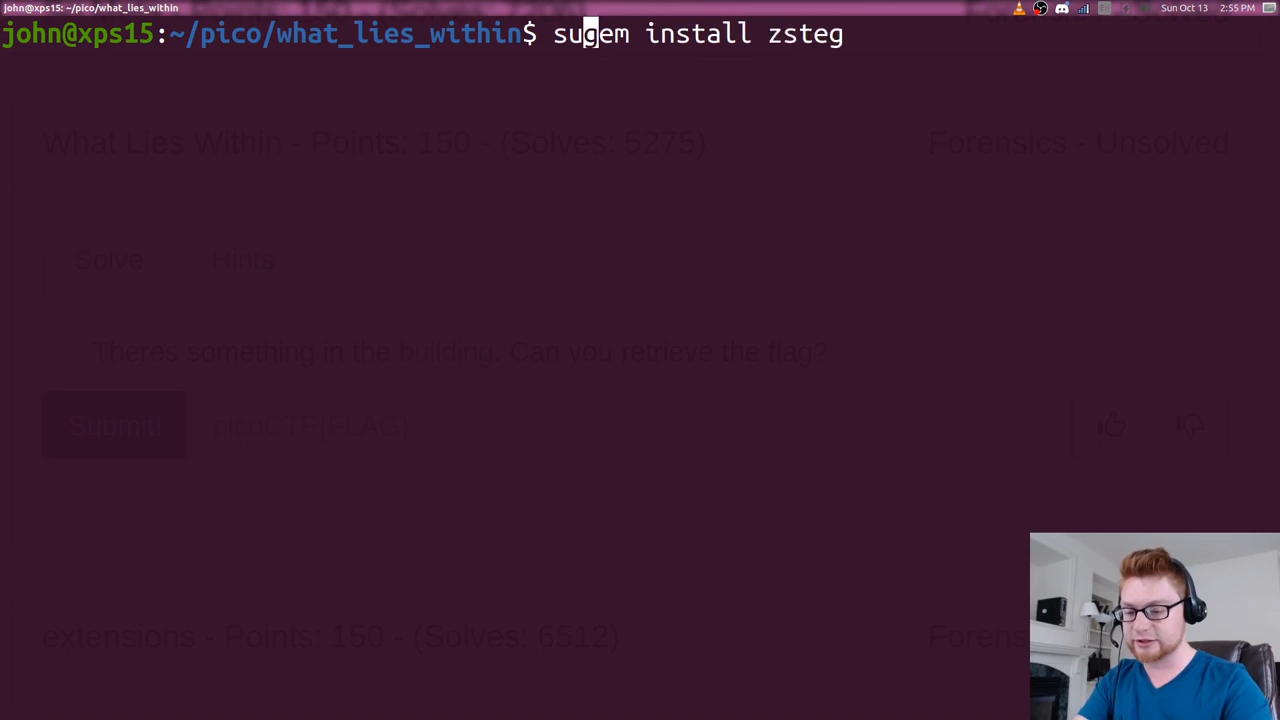 john@xps15: ~/pico/what_lies_within
Sun Oct 13 2:55 PM
john@xps15:~/pico/what_lies_within$ sugem install zsteg
What Lies Within - Points: 150 - (Solves: 5275)
Forensics - Unsolved
Solve Hints
Theres something in the building. Can you retrieve the flag?
Submit!
picoCTF{FLAG}
extensions - Points: 150 - (Solves: 6512)
Forens